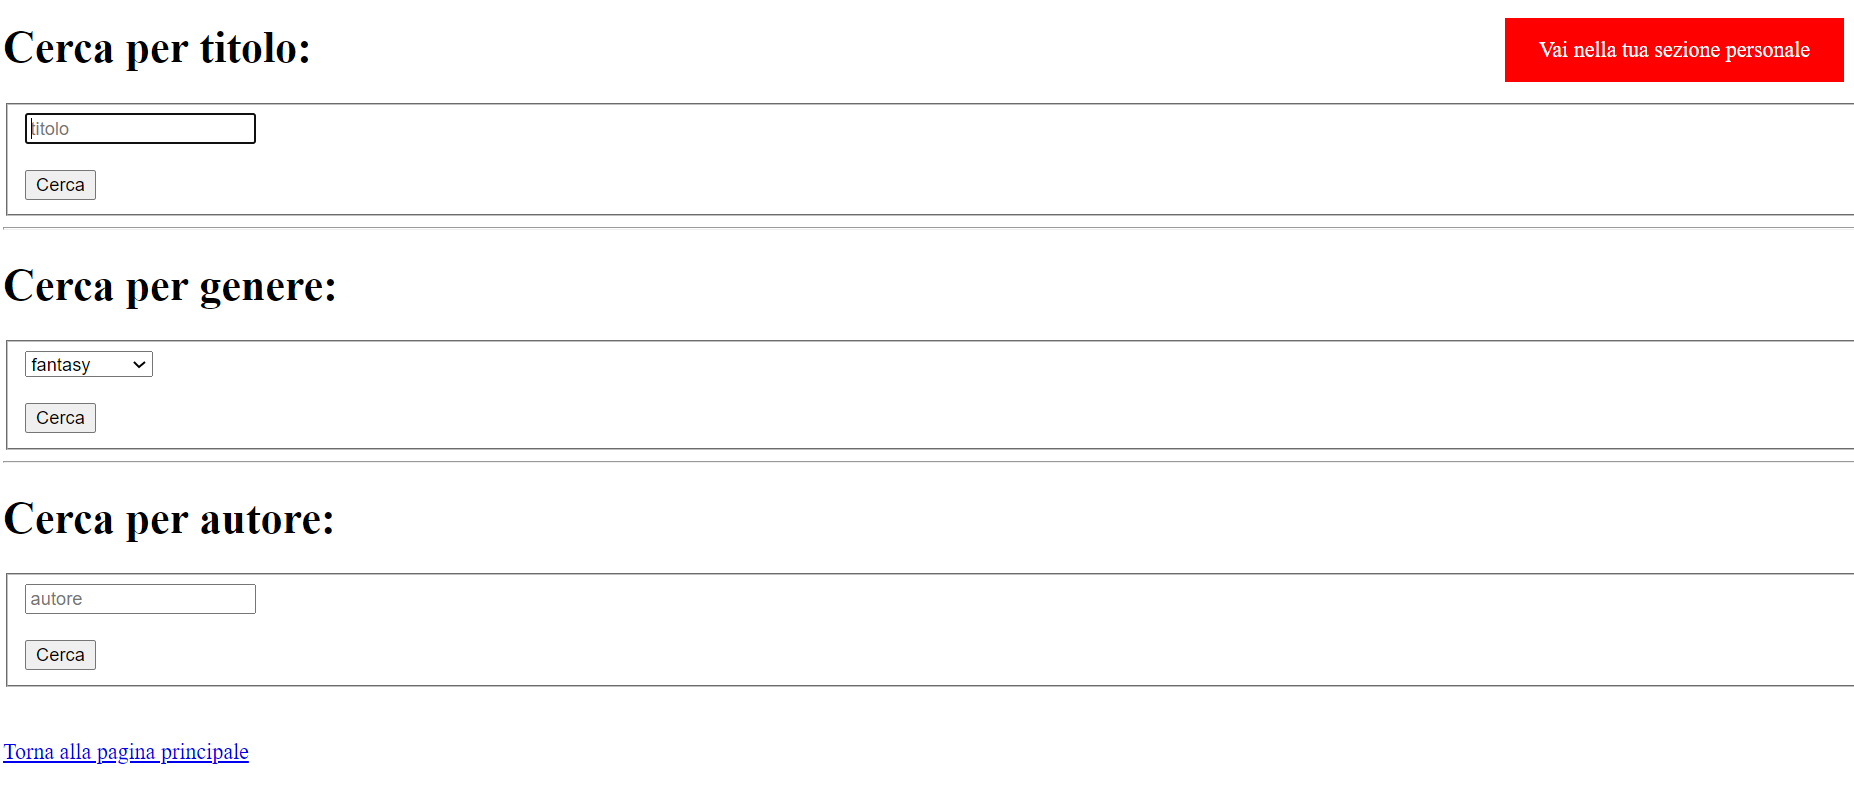 Cerca per titolo:
Vai nella tua sezione personale
titolo
Cerca
Cerca per genere:
fantasy
Cerca
Cerca per autore:
autore
Cerca
Torna alla pagina principale